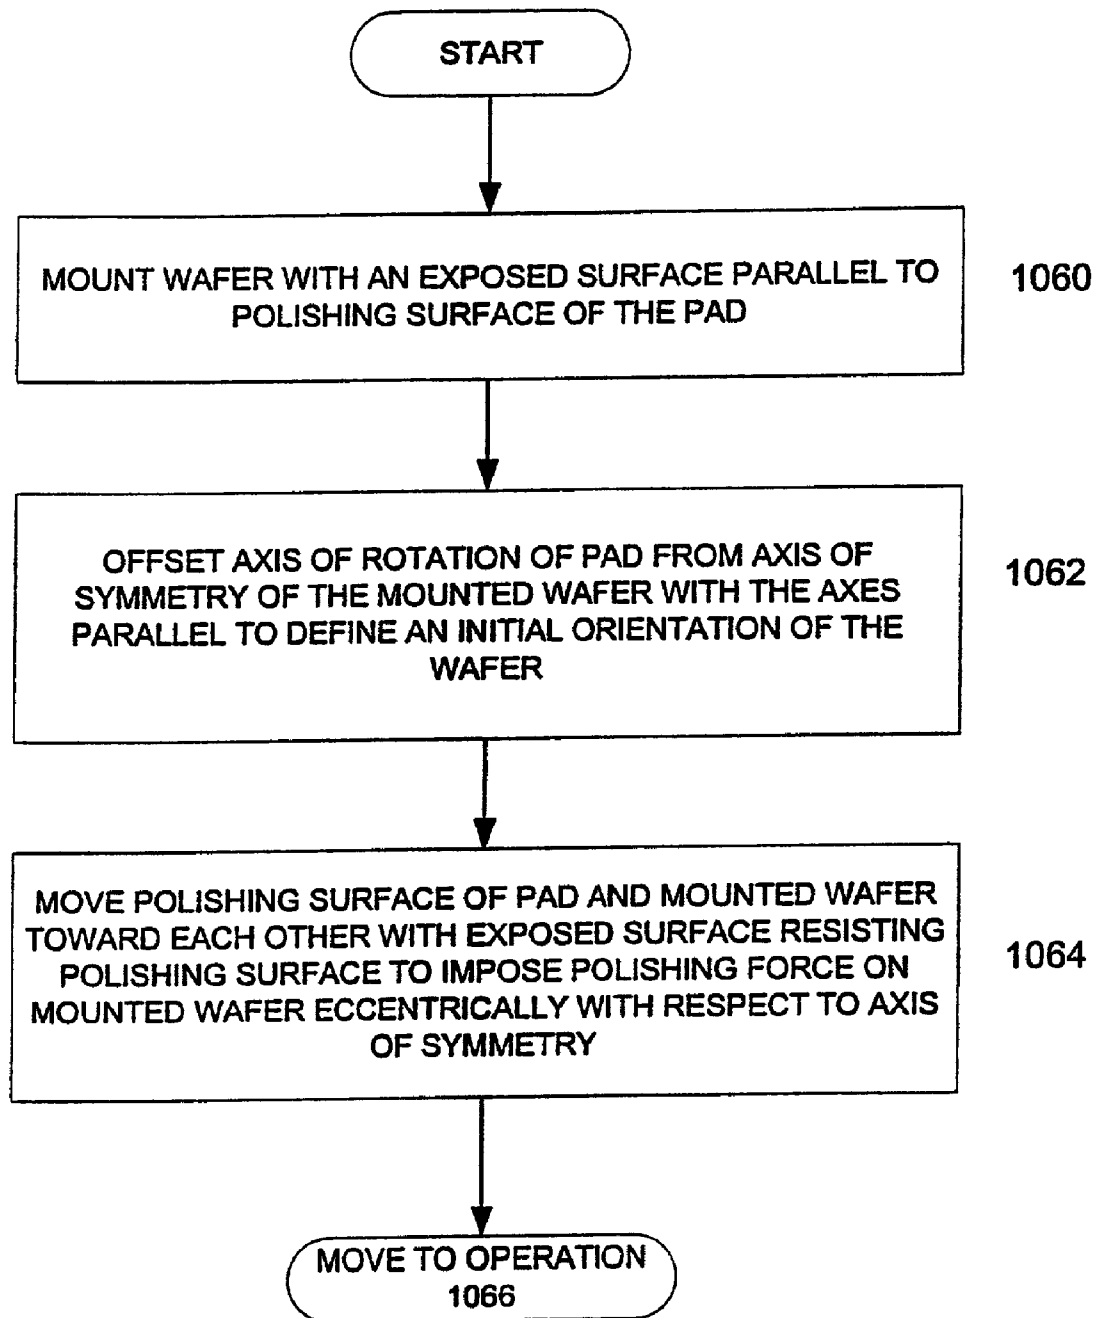 START
MOUNT WAFER WITH AN EXPOSED SURFACE PARALLEL TO
POLISHING SURFACE OF THE PAD
1060
OFFSET AXIS OF ROTATION OF PAD FROM AXIS OF
SYMMETRY OF THE MOUNTED WAFER WITH THE AXES
PARALLEL TO DEFINE AN INITIAL ORIENTATION OF THE
WAFER
1062
MOVE POLISHING SURFACE OF PAD AND MOUNTED WAFER
TOWARD EACH OTHER WITH EXPOSED SURFACE RESISTING
POLISHING SURFACE TO IMPOSE POLISHING FORCE ON
MOUNTED WAFER ECCENTRICALLY WITH RESPECT TO AXIS
OF SYMMETRY
1064
MOVE TO OPERATION
1066